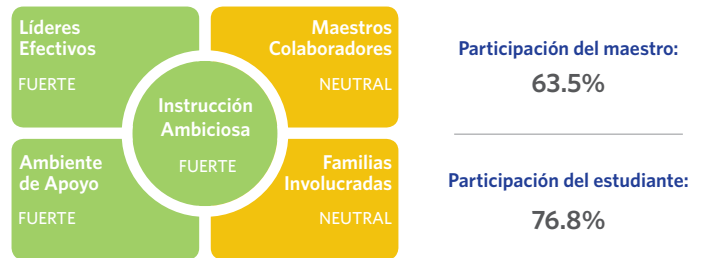 Líderes
Efectivos
FUERTE
Maestros
Colaboradores
NEUTRAL
Instrucción
Ambiciosa
FUERTE
Ambiente
de Apoyo
FUERTE
Familias
Involucradas
NEUTRAL
Participación del maestro:
63.5%
Participación del estudiante:
76.8%